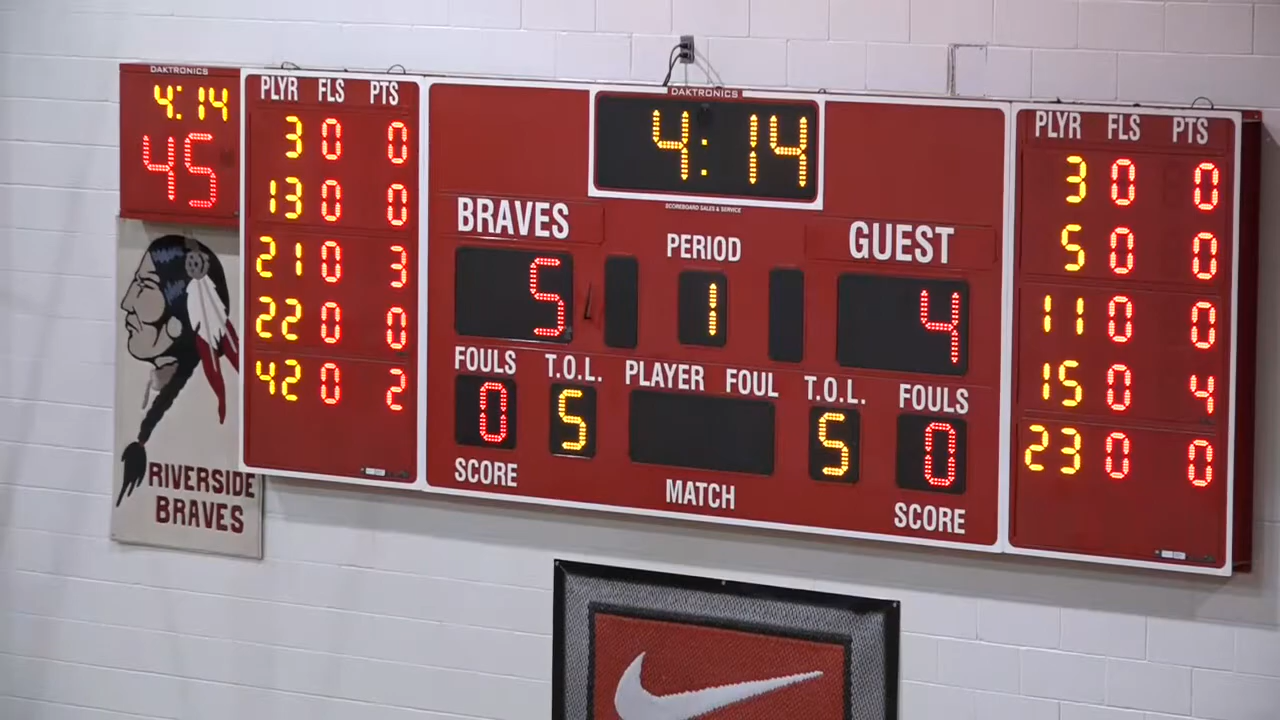 DAKTRONICS
4:14
45
PLYR FLS PTS
3 0 0
13 0 0
21 0 3
22 0 0
42 0 2
RIVERSIDE
BRAVES
DAKTRONICS
4:14
SCOREBOARD SALES & SERVICE
BRAVES PERIOD GUEST
5 1 4
FOULS T.O.L. PLAYER FOUL T.O.L. FOULS
0 5 5 0
SCORE MATCH SCORE
PLYR FLS PTS
3 0 0
5 0 0
11 0 0
15 0 4
23 0 0